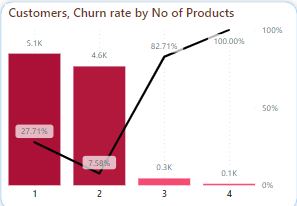 Customers, Churn rate by No of Products
5.1K
4.6K
82.71%
100.00%
100%
27.71%
7.58%
50%
0.3K
0.1K
0%
1 2 3 4